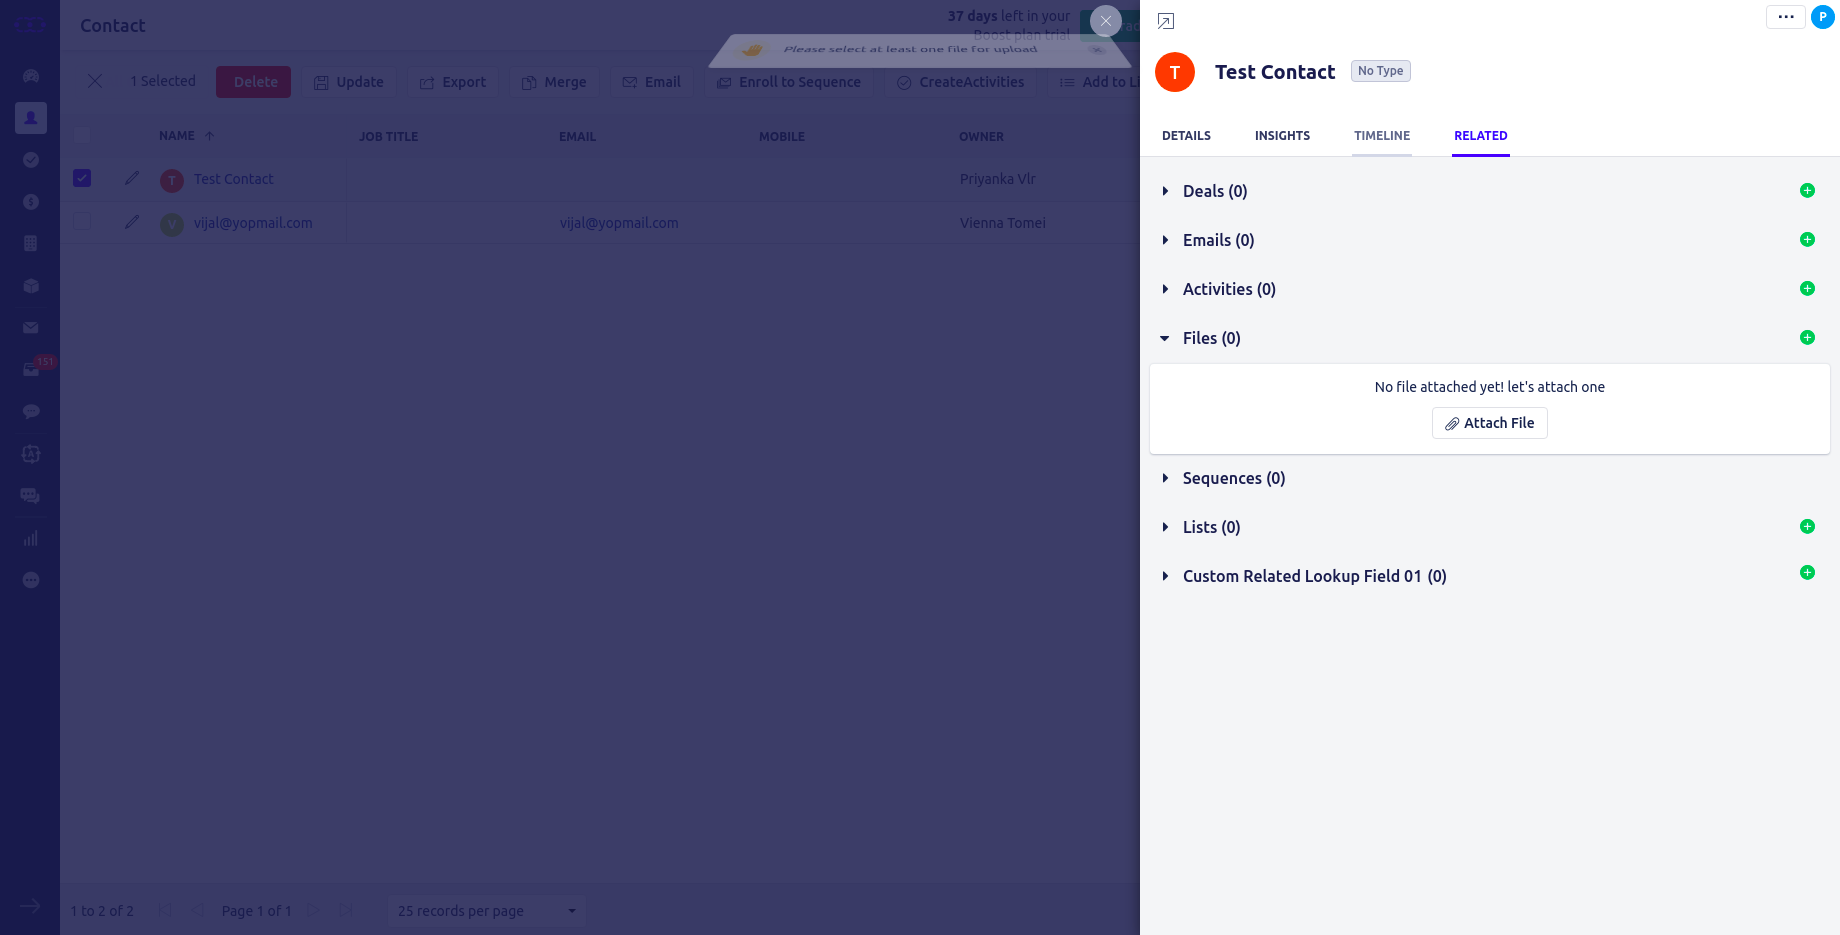 Contact
37 days left in your
Boost plan trial
Please select at least one file for upload
1 Selected
Delete
Update
Export
Merge
Email
Enroll to Sequence
CreateActivities
Add to Li
NAME
JOB TITLE
EMAIL
MOBILE
OWNER
T
Test Contact
Priyanka Vlr
V
vijal@yopmail.com
vijal@yopmail.com
Vienna Tomei
151
1 to 2 of 2
Page 1 of 1
25 records per page
P
T
Test Contact
No Type
DETAILS
INSIGHTS
TIMELINE
RELATED
Deals (0)
Emails (0)
Activities (0)
Files (0)
No file attached yet! let's attach one
Attach File
Sequences (0)
Lists (0)
Custom Related Lookup Field 01 (0)